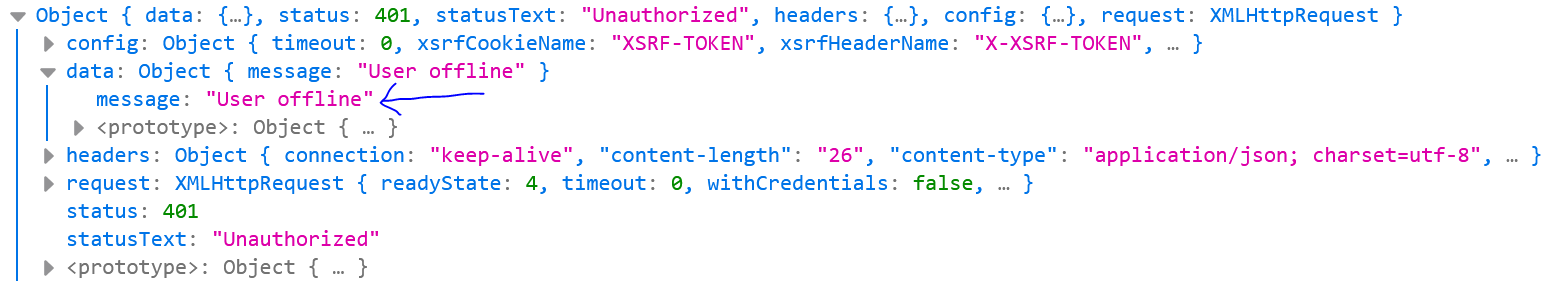 Object { data: {…}, status: 401, statusText: "Unauthorized", headers: {…}, config: {…}, request: XMLHttpRequest }
config: Object { timeout: 0, xsrfCookieName: "XSRF-TOKEN", xsrfHeaderName: "X-XSRF-TOKEN", … }
data: Object { message: "User offline" }
message: "User offline"
<prototype>: Object { … }
headers: Object { connection: "keep-alive", "content-length": "26", "content-type": "application/json; charset=utf-8", … }
request: XMLHttpRequest { readyState: 4, timeout: 0, withCredentials: false, … }
status: 401
statusText: "Unauthorized"
<prototype>: Object { … }